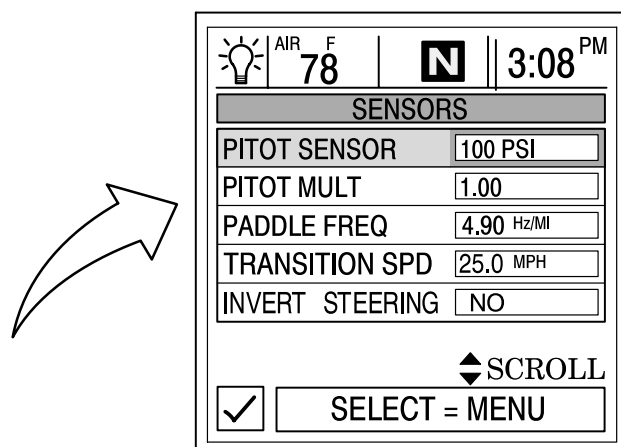 AIR 78 F N 3:08 PM
SENSORS
PITOT SENSOR 100 PSI
PITOT MULT 1.00
PADDLE FREQ 4.90 Hz/MI
TRANSITION SPD 25.0 MPH
INVERT STEERING NO
SCROLL
SELECT = MENU